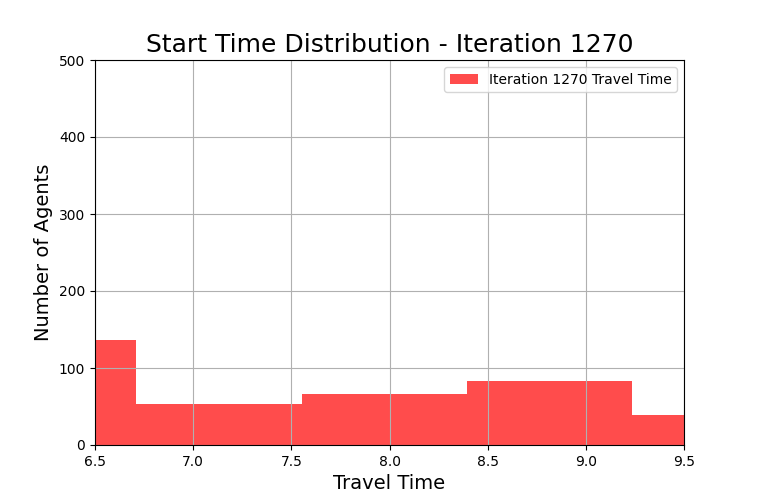 Start Time Distribution - Iteration 1270
500
400
300
200
100
0
Number of Agents
Iteration 1270 Travel Time
6.5 7.0 7.5 8.0 8.5 9.0 9.5
Travel Time